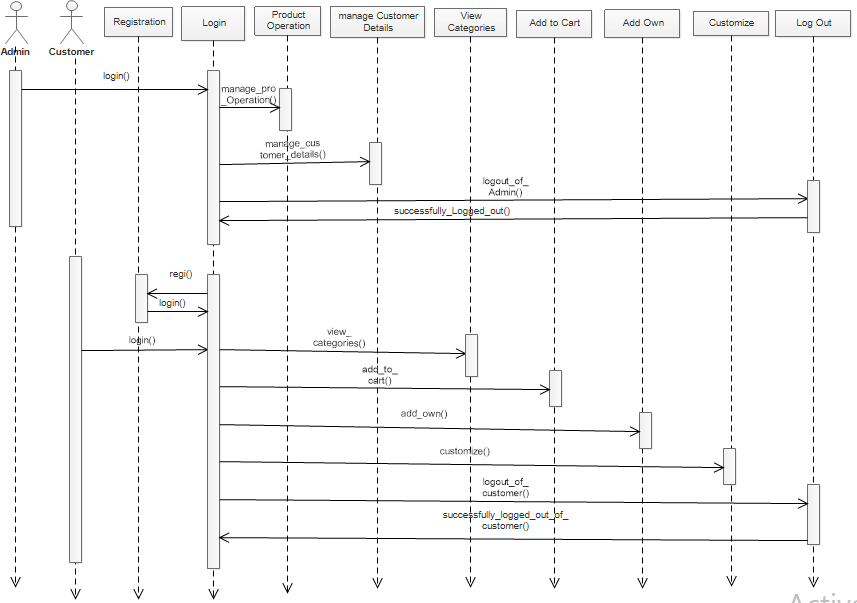 Admin
Customer
Registration
Login
Product
Operation
manage Customer
Details
View
Categories
Add to Cart
Add Own
Customize
Log Out
login()
manage_pro
_Operation()
manage_cus
tomer_details()
logout_of_
Admin()
successfully_Logged_out()
regi()
login()
login()
view_
categories()
add_to_
cart()
add_own()
customize()
logout_of_
customer()
successfully_logged_out_of_
customer()